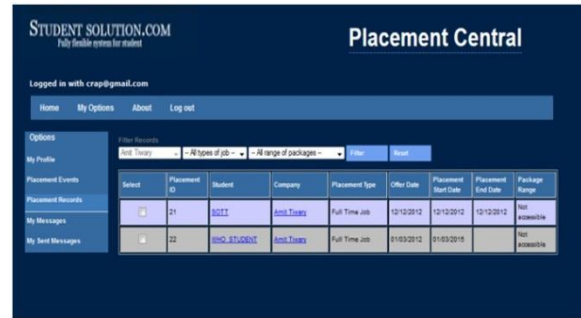 STUDENT SOLUTION.COM
Fully flexible system for student
Placement Central
Logged in with crap@gmail.com
Home My Options About Log out
Options
My Profile
Placement Events
Placement Records
My Messages
My Sent Messages
Filter Records
Amit Tiwary -- All types of job -- -- All range of packages -- Filter Reset
Select Placement ID Student Company Placement Type Offer Date Placement Start Date Placement End Date Package Range
21 SOTT Amit Tiwary Full Time Job 12/12/2012 12/12/2012 12/12/2012 Not accessible
22 WHO_STUDENT Amit Tiwary Full Time Job 01/03/2012 01/03/2015 Not accessible